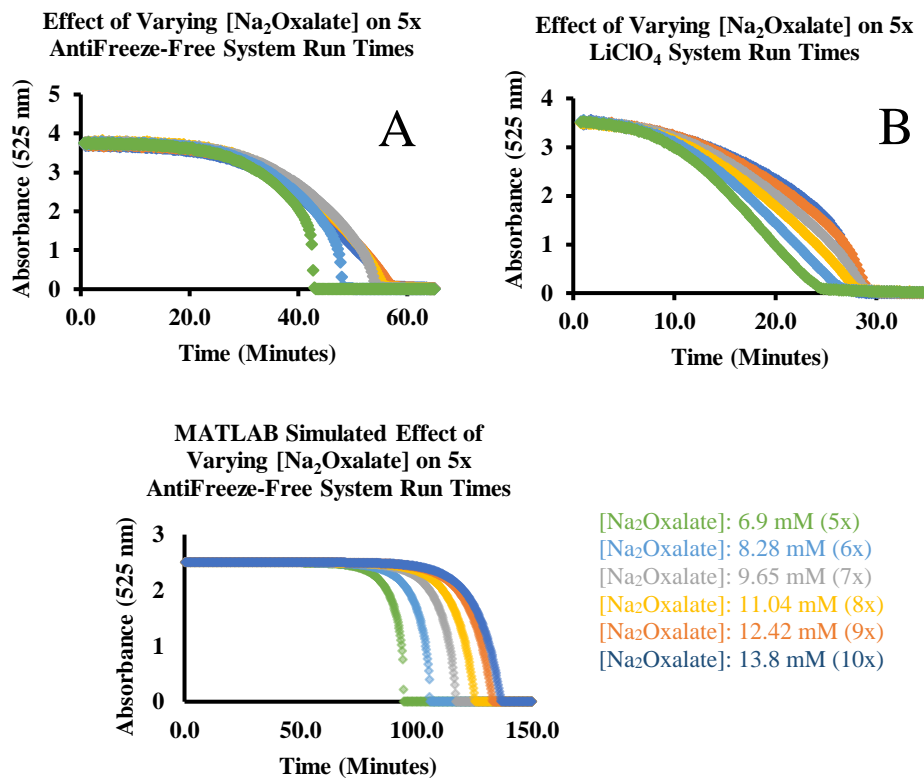 Effect of Varying [Na₂Oxalate] on 5x
AntiFreeze-Free System Run Times
A
4
3
2
1
0
Absorbance (525 nm)
0.0 20.0 40.0 60.0
Time (Minutes)
Effect of Varying [Na₂Oxalate] on 5x
LiClO₄ System Run Times
B
4
3
2
1
0
Absorbance (525 nm)
0.0 10.0 20.0 30.0
Time (Minutes)
MATLAB Simulated Effect of
Varying [Na₂Oxalate] on 5x
AntiFreeze-Free System Run Times
3
2
1
0
Absorbance (525 nm)
0.0 50.0 100.0 150.0
Time (Minutes)
[Na₂Oxalate]: 6.9 mM (5x)
[Na₂Oxalate]: 8.28 mM (6x)
[Na₂Oxalate]: 9.65 mM (7x)
[Na₂Oxalate]: 11.04 mM (8x)
[Na₂Oxalate]: 12.42 mM (9x)
[Na₂Oxalate]: 13.8 mM (10x)